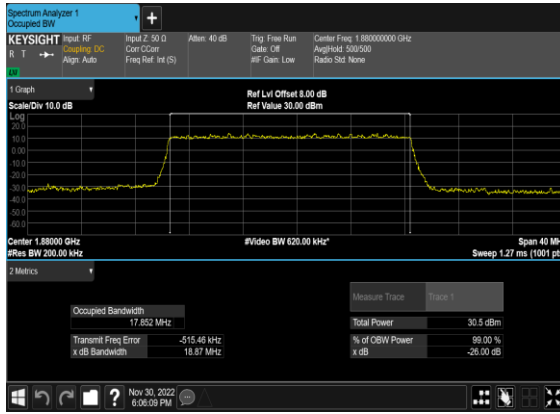 Spectrum Analyzer 1
Occupied BW
+
KEYSIGHT Input: RF Input Z: 50 Ω Atten: 40 dB Trig: Free Run Center Freq: 1.880000000 GHz
R T Coupling: DC Corr CCorr Gate: Off Avg|Hold: 500/500
Align: Auto Freq Ref: Int (S) #IF Gain: Low Radio Std: None
LW
1 Graph
Ref Lvl Offset 8.00 dB
Scale/Div 10.0 dB Ref Value 30.00 dBm
Log
20.0
10.0
0.00
-10.0
-20.0
-30.0
-40.0
-50.0
-60.0
Center 1.88000 GHz #Video BW 620.00 kHz* Span 40 MH
#Res BW 200.00 kHz Sweep 1.27 ms (1001 pt
2 Metrics
Measure Trace Trace 1
Occupied Bandwidth
17.852 MHz Total Power 30.5 dBm
Transmit Freq Error -515.46 kHz % of OBW Power 99.00 %
x dB Bandwidth 18.87 MHz x dB -26.00 dB
? Nov 30, 2022
6:06:09 PM